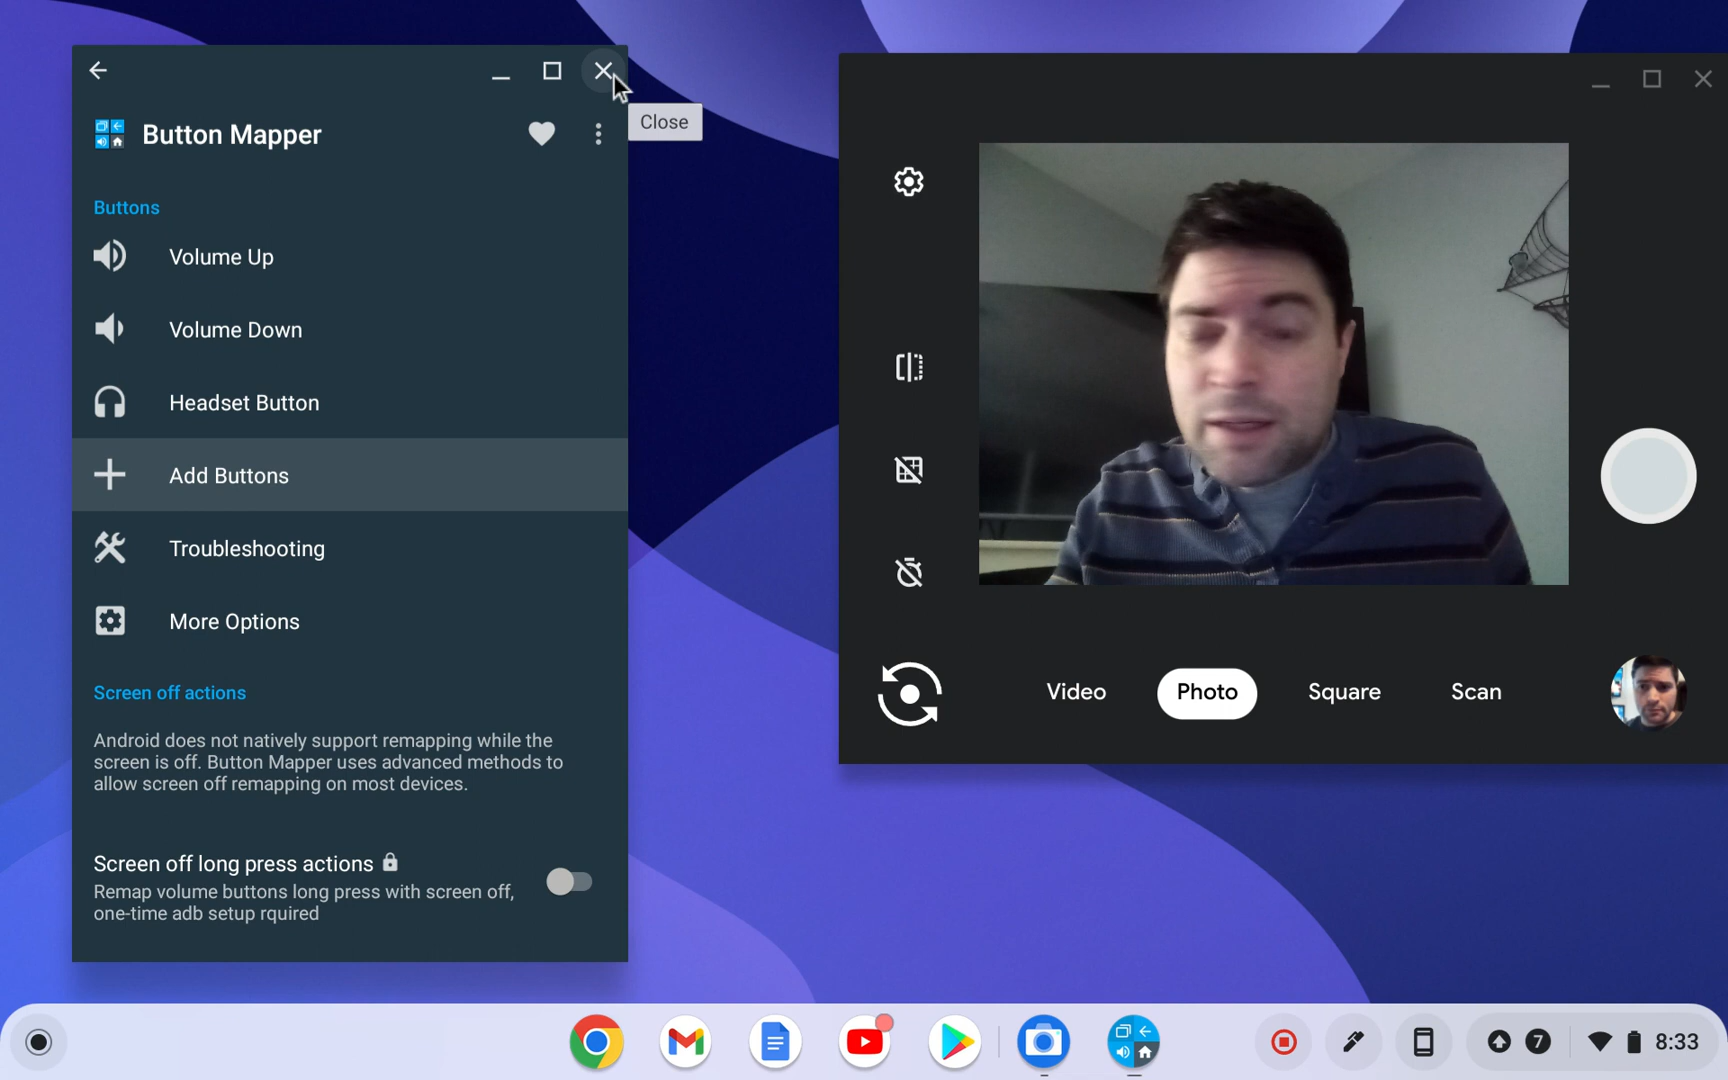 Close
Button Mapper
Buttons
Volume Up
Volume Down
Headset Button
Add Buttons
Troubleshooting
More Options
Screen off actions
Android does not natively support remapping while the
screen is off. Button Mapper uses advanced methods to
allow screen off remapping on most devices.
Screen off long press actions
Remap volume buttons long press with screen off,
one-time adb setup rquired
Video
Photo
Square
Scan
7
8:33